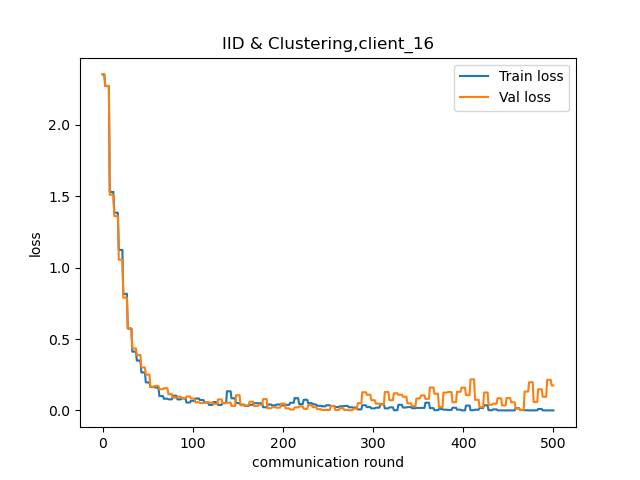 IID & Clustering,client_16
Train loss
Val loss
2.0
1.5
1.0
0.5
0.0
loss
0 100 200 300 400 500
communication round